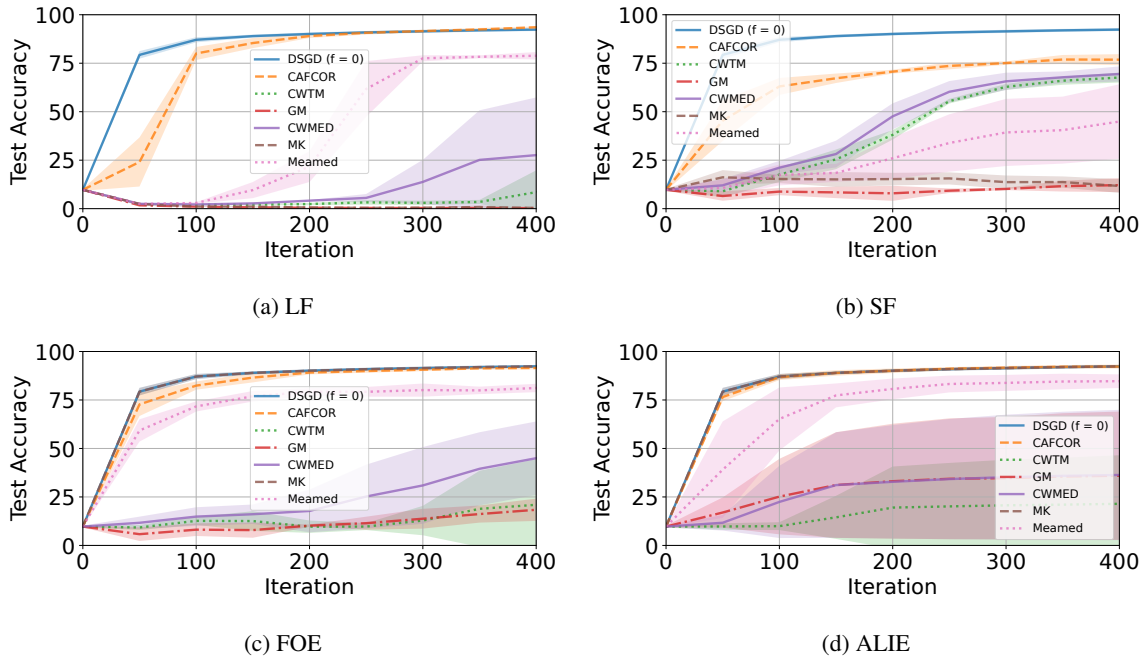 100
75
50
25
0
Test Accuracy
0 100 200 300 400
Iteration
DSGD (f = 0)
CAFCOR
CWTM
GM
CWMED
MK
Meamed
(a) LF
100
75
50
25
0
Test Accuracy
0 100 200 300 400
Iteration
DSGD (f = 0)
CAFCOR
CWTM
GM
CWMED
MK
Meamed
(b) SF
100
75
50
25
0
Test Accuracy
0 100 200 300 400
Iteration
DSGD (f = 0)
CAFCOR
CWTM
GM
CWMED
MK
Meamed
(c) FOE
100
75
50
25
0
Test Accuracy
0 100 200 300 400
Iteration
DSGD (f = 0)
CAFCOR
CWTM
GM
CWMED
MK
Meamed
(d) ALIE